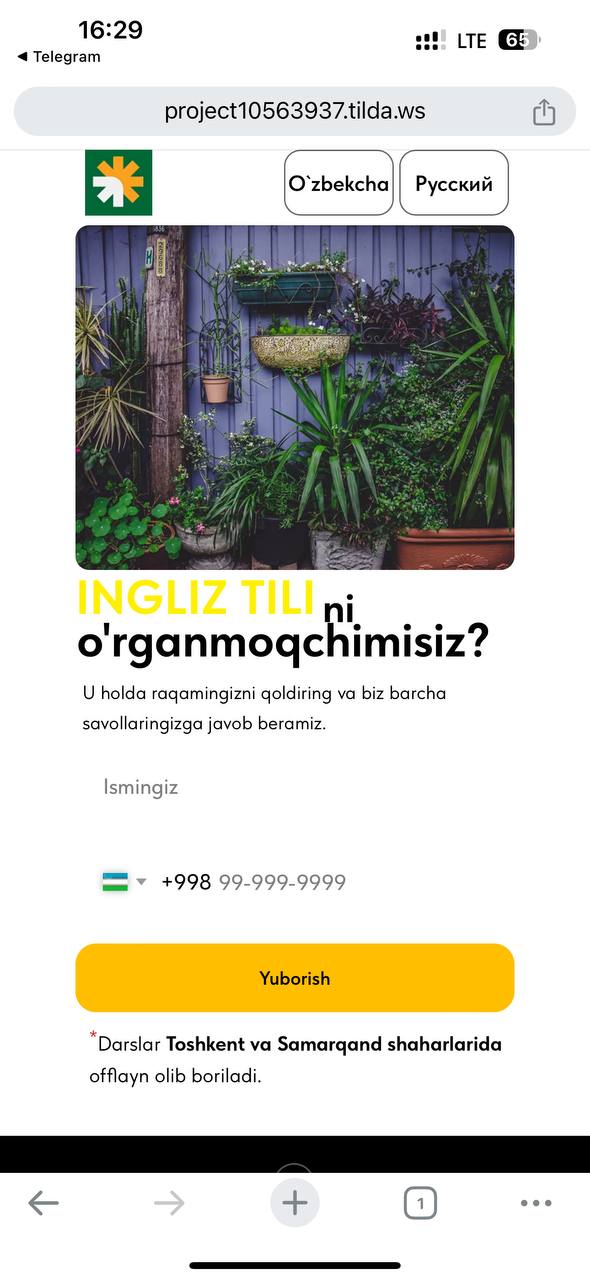 16:29
LTE 65
◀ Telegram
project10563937.tilda.ws
O`zbekcha
Русский
INGLIZ TILI ni
o'rganmoqchimisiz?
U holda raqamingizni qoldiring va biz barcha
savollaringizga javob beramiz.
Ismingiz
+998 99-999-9999
Yuborish
*Darslar Toshkent va Samarqand shaharlarida
offlayn olib boriladi.
1